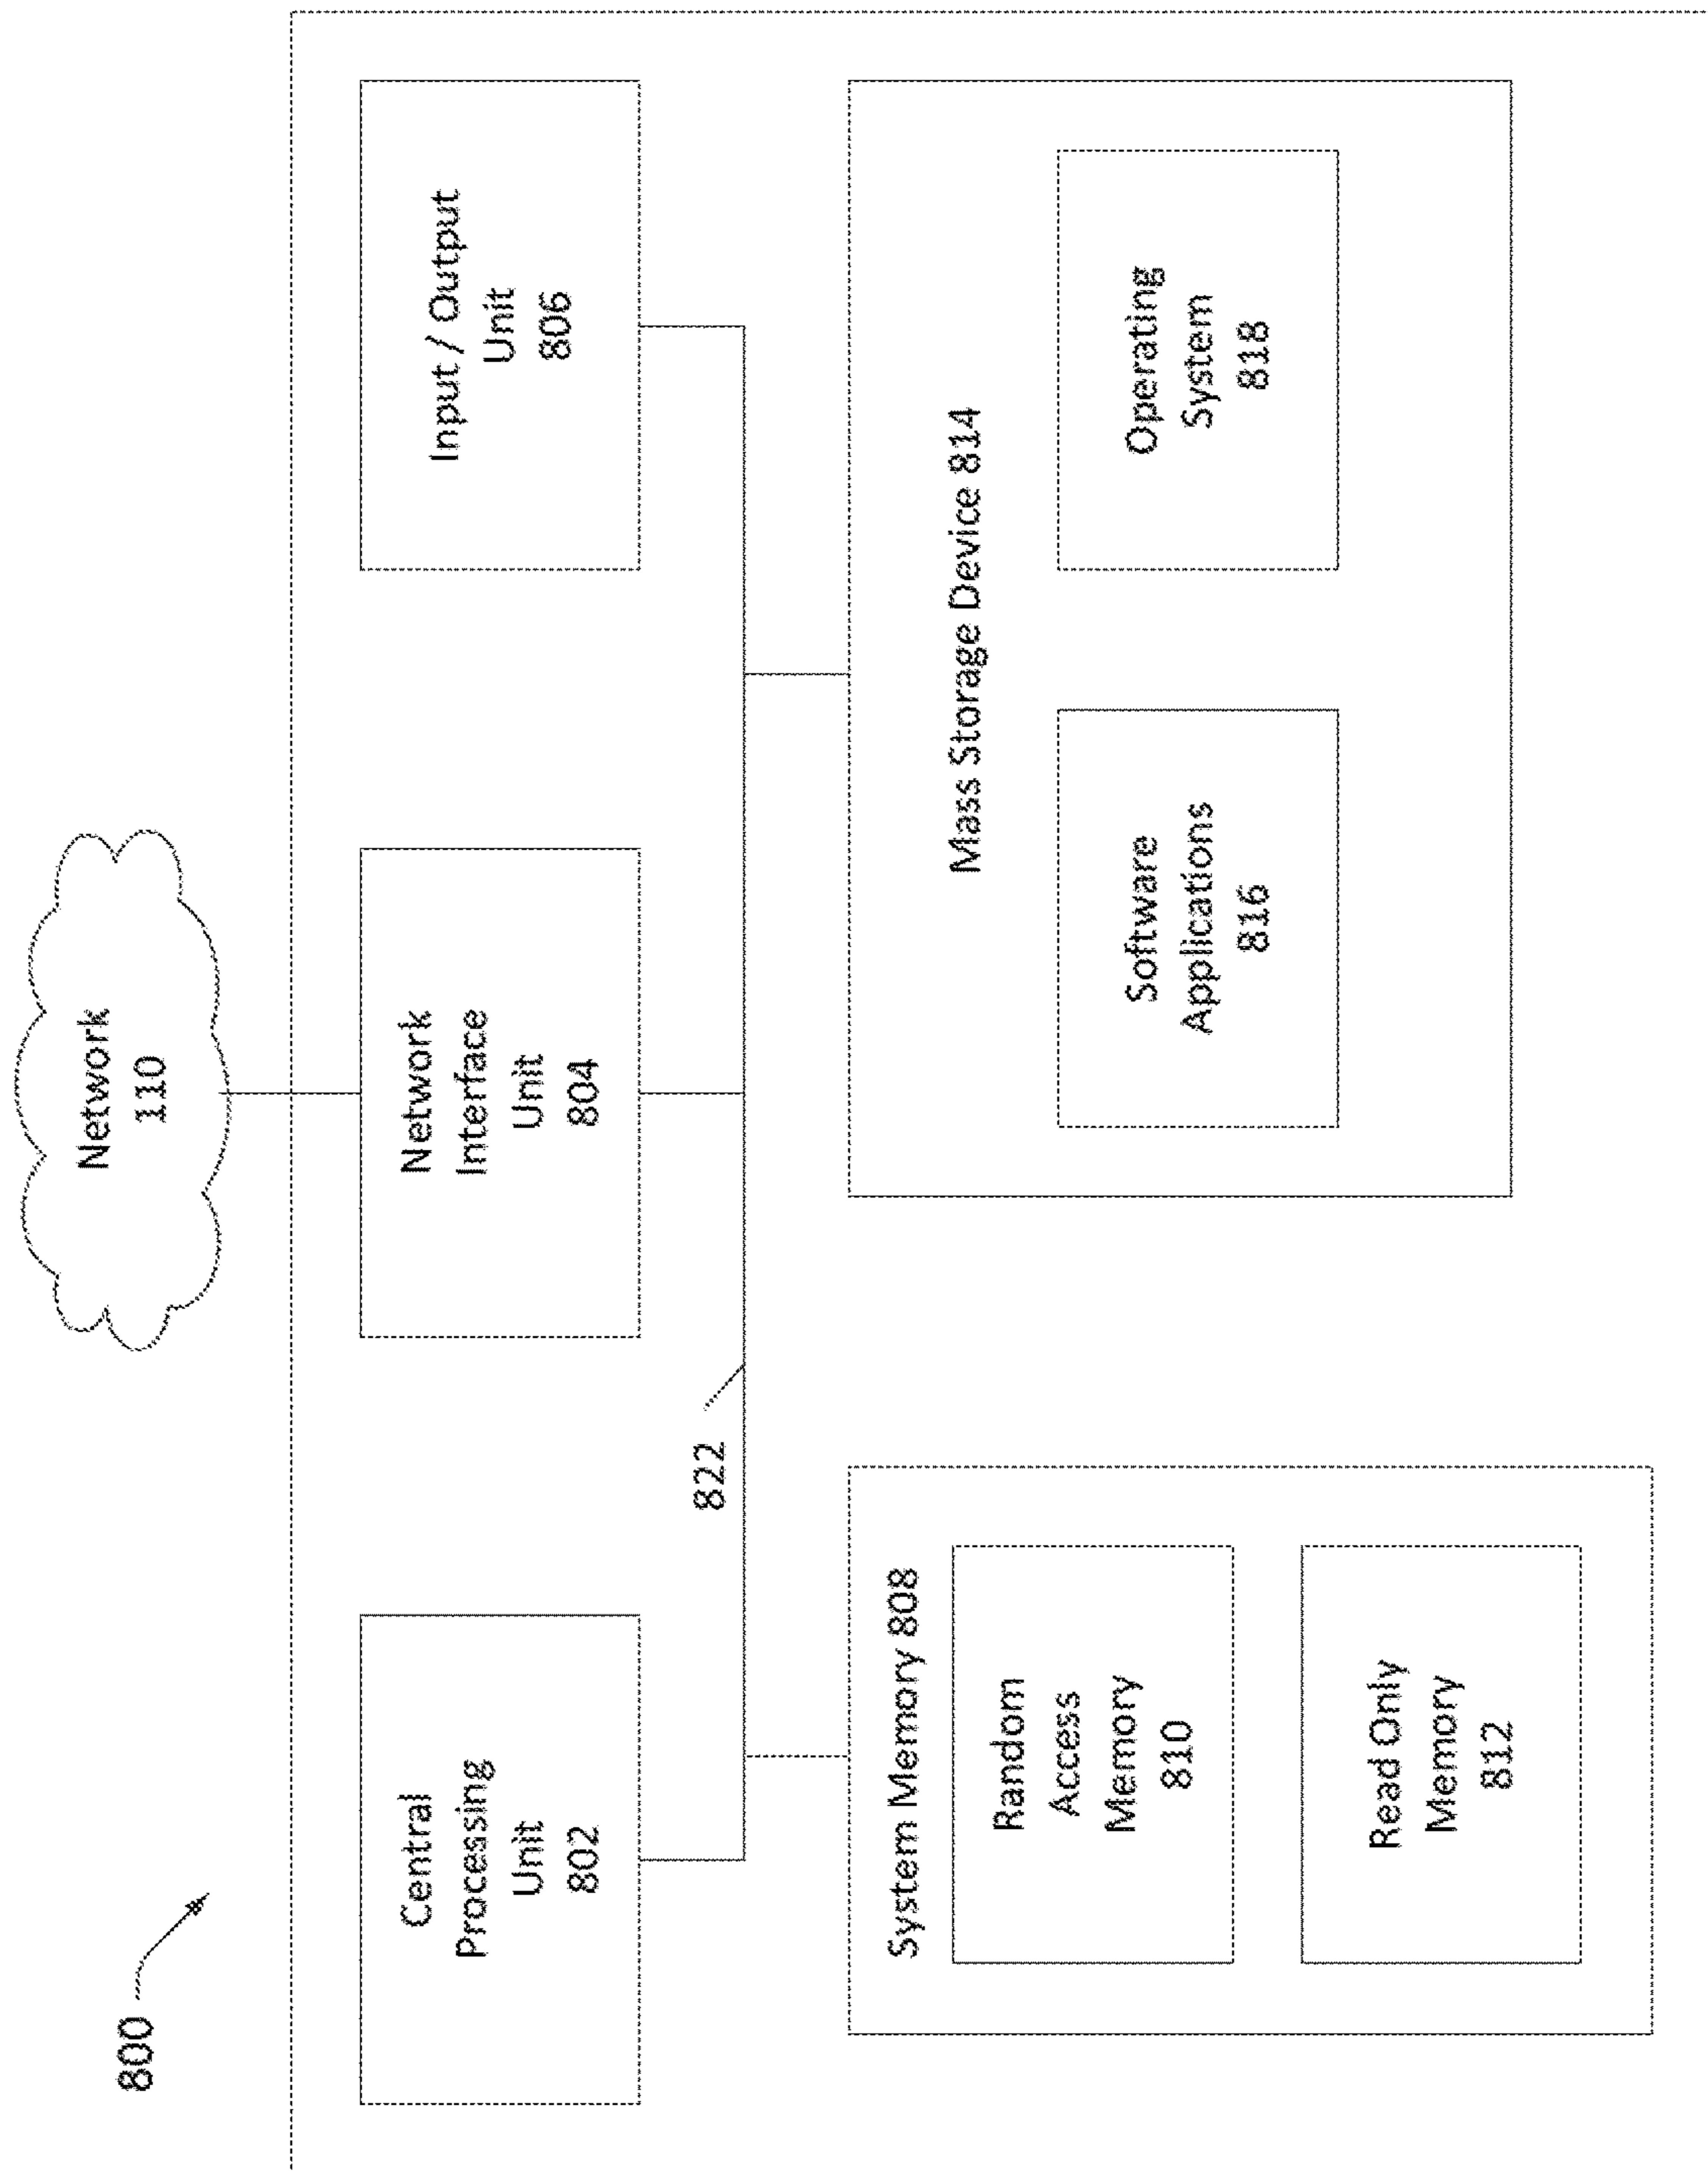 800
Network
110
Central
Processing
Unit
802
Network
Interface
Unit
804
Input / Output
Unit
806
822
System Memory 808
Random
Access
Memory
810
Read Only
Memory
812
Mass Storage Device 814
Software
Applications
816
Operating
System
818